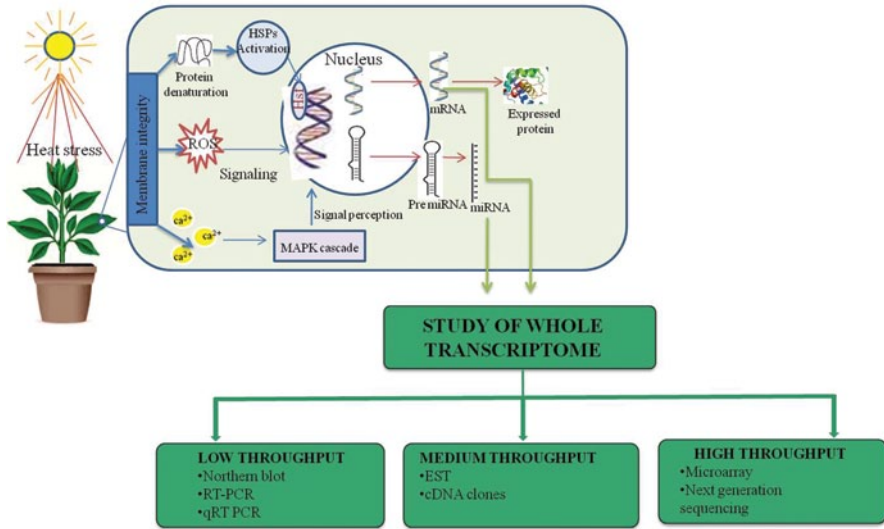 Heat stress
Membrane integrity
Protein
denaturation
HSPs
Activation
ROS
Signaling
ca²⁺
ca²⁺
ca²⁺
MAPK cascade
Signal perception
Nucleus
mRNA
Expressed
protein
Pre miRNA
miRNA
STUDY OF WHOLE
TRANSCRIPTOME
LOW THROUGHPUT
•Northern blot
•RT-PCR
•qRT PCR
MEDIUM THROUGHPUT
•EST
•cDNA clones
HIGH THROUGHPUT
•Microarray
•Next generation
sequencing